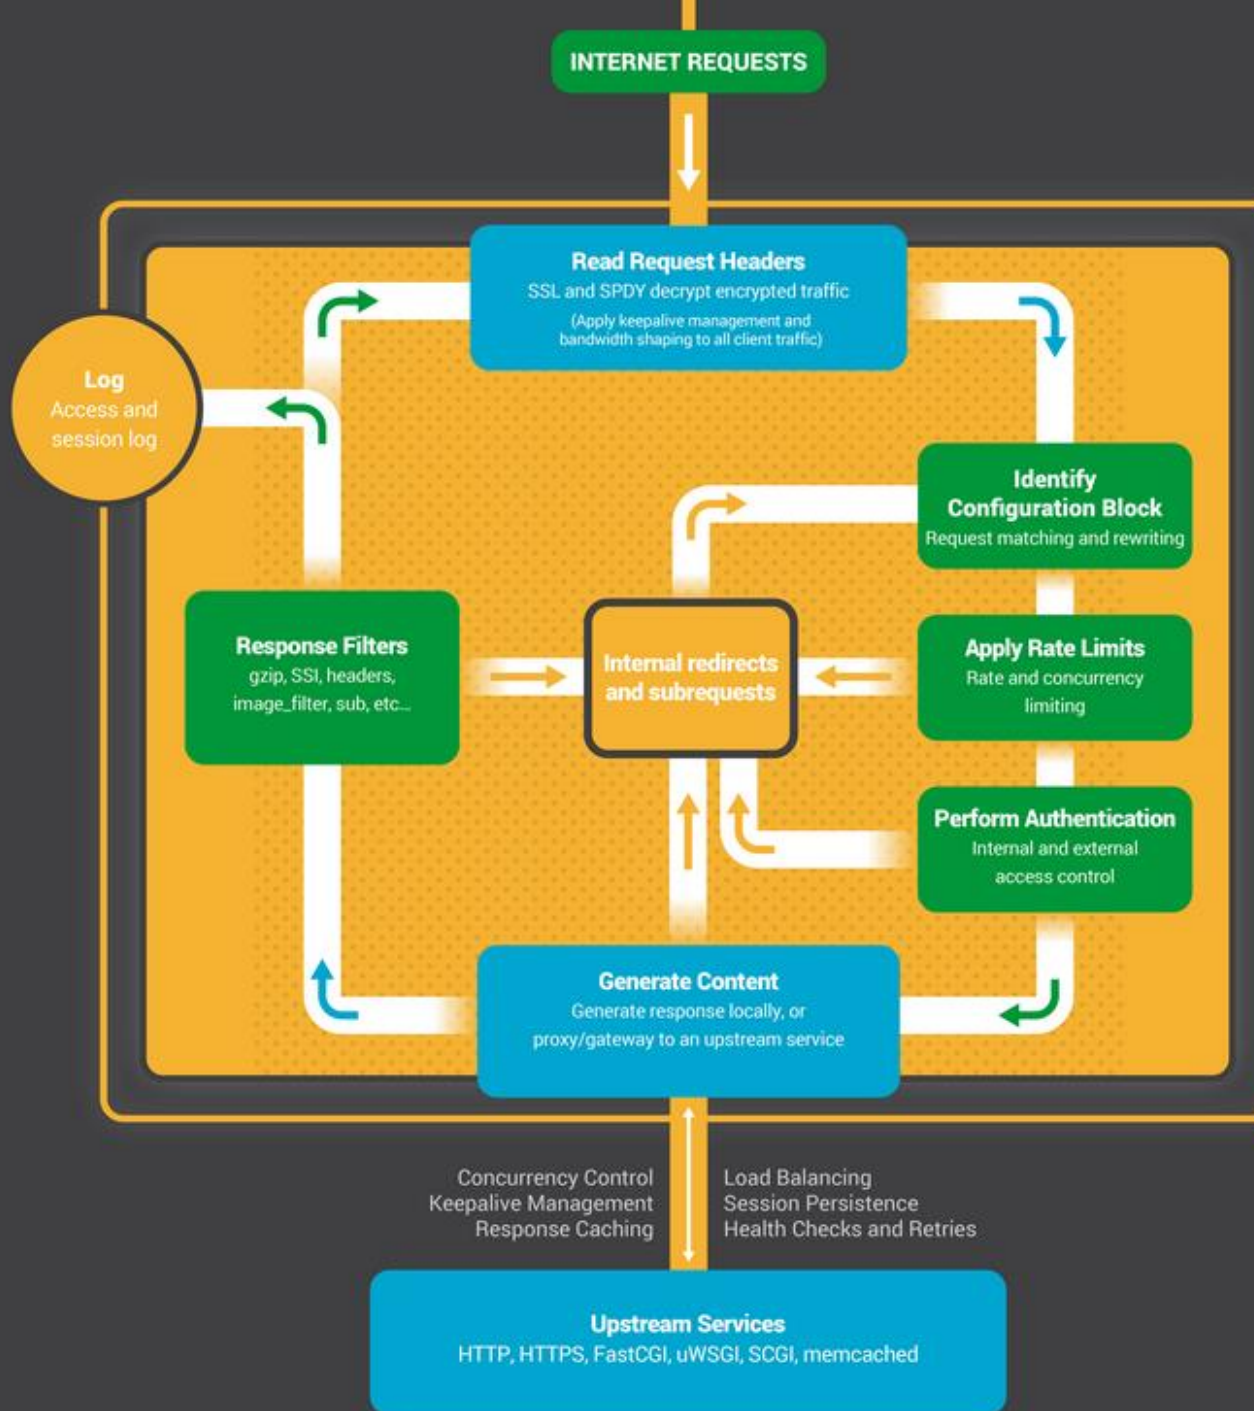 INTERNET REQUESTS
Read Request Headers
SSL and SPDY decrypt encrypted traffic
(Apply keepalive management and
bandwidth shaping to all client traffic)
Log
Access and
session log
Identify
Configuration Block
Request matching and rewriting
Response Filters
gzip, SSI, headers,
image_filter, sub, etc...
Internal redirects
and subrequests
Apply Rate Limits
Rate and concurrency
limiting
Perform Authentication
Internal and external
access control
Generate Content
Generate response locally, or
proxy/gateway to an upstream service
Concurrency Control
Keepalive Management
Response Caching
Load Balancing
Session Persistence
Health Checks and Retries
Upstream Services
HTTP, HTTPS, FastCGI, uWSGI, SCGI, memcached